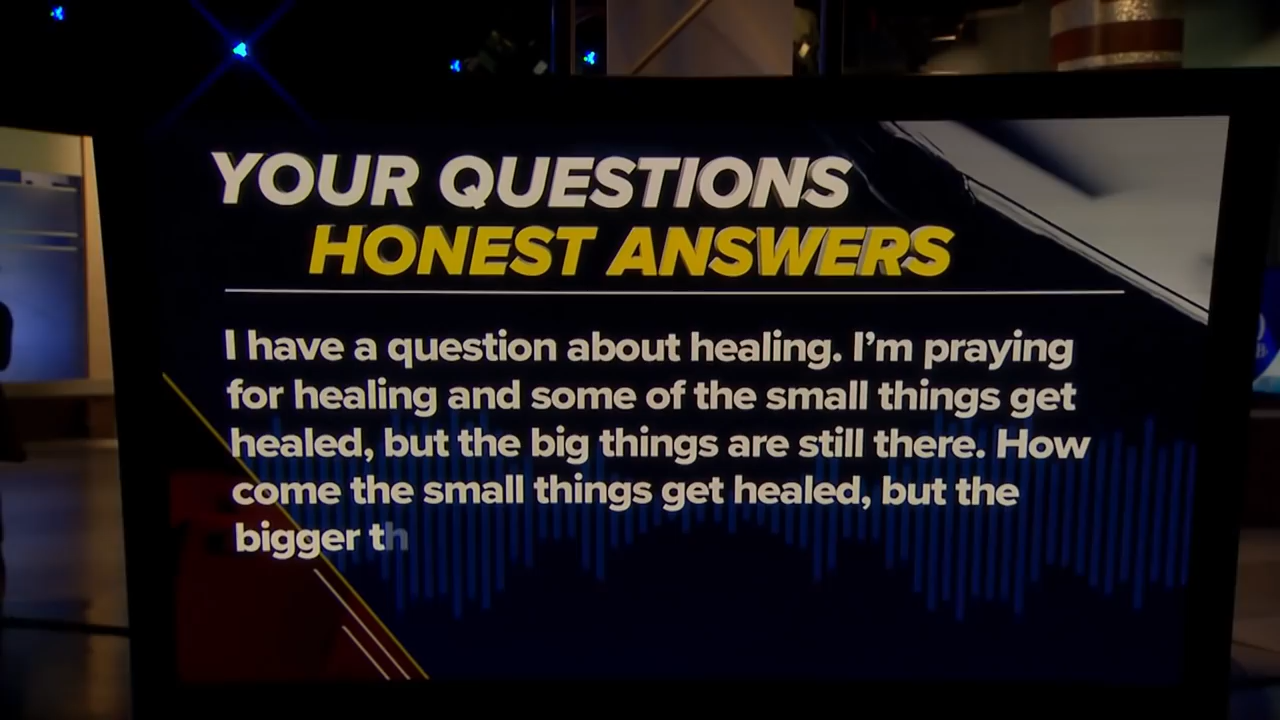 YOUR QUESTIONS
HONEST ANSWERS
I have a question about healing. I’m praying
for healing and some of the small things get
healed, but the big things are still there. How
come the small things get healed, but the
bigger th